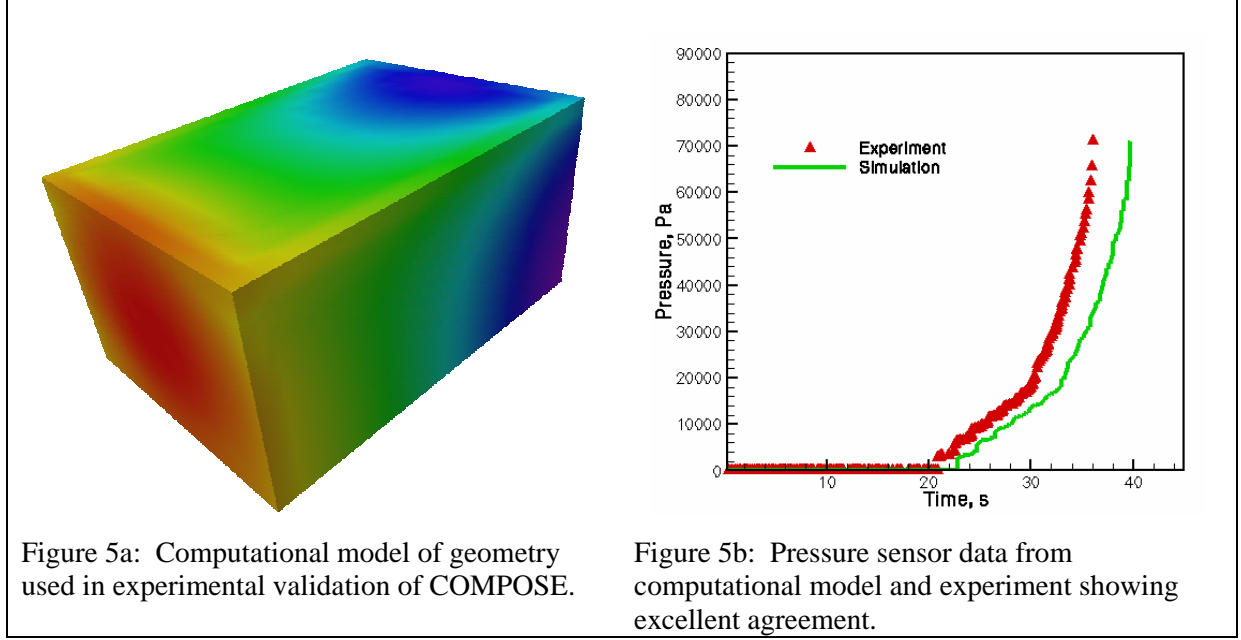 90000
80000
70000
60000
50000
40000
30000
20000
10000
0
Pressure, Pa
Experiment
Simulation
10
20
30
40
Time, s
Figure 5a: Computational model of geometry
used in experimental validation of COMPOSE.
Figure 5b: Pressure sensor data from
computational model and experiment showing
excellent agreement.